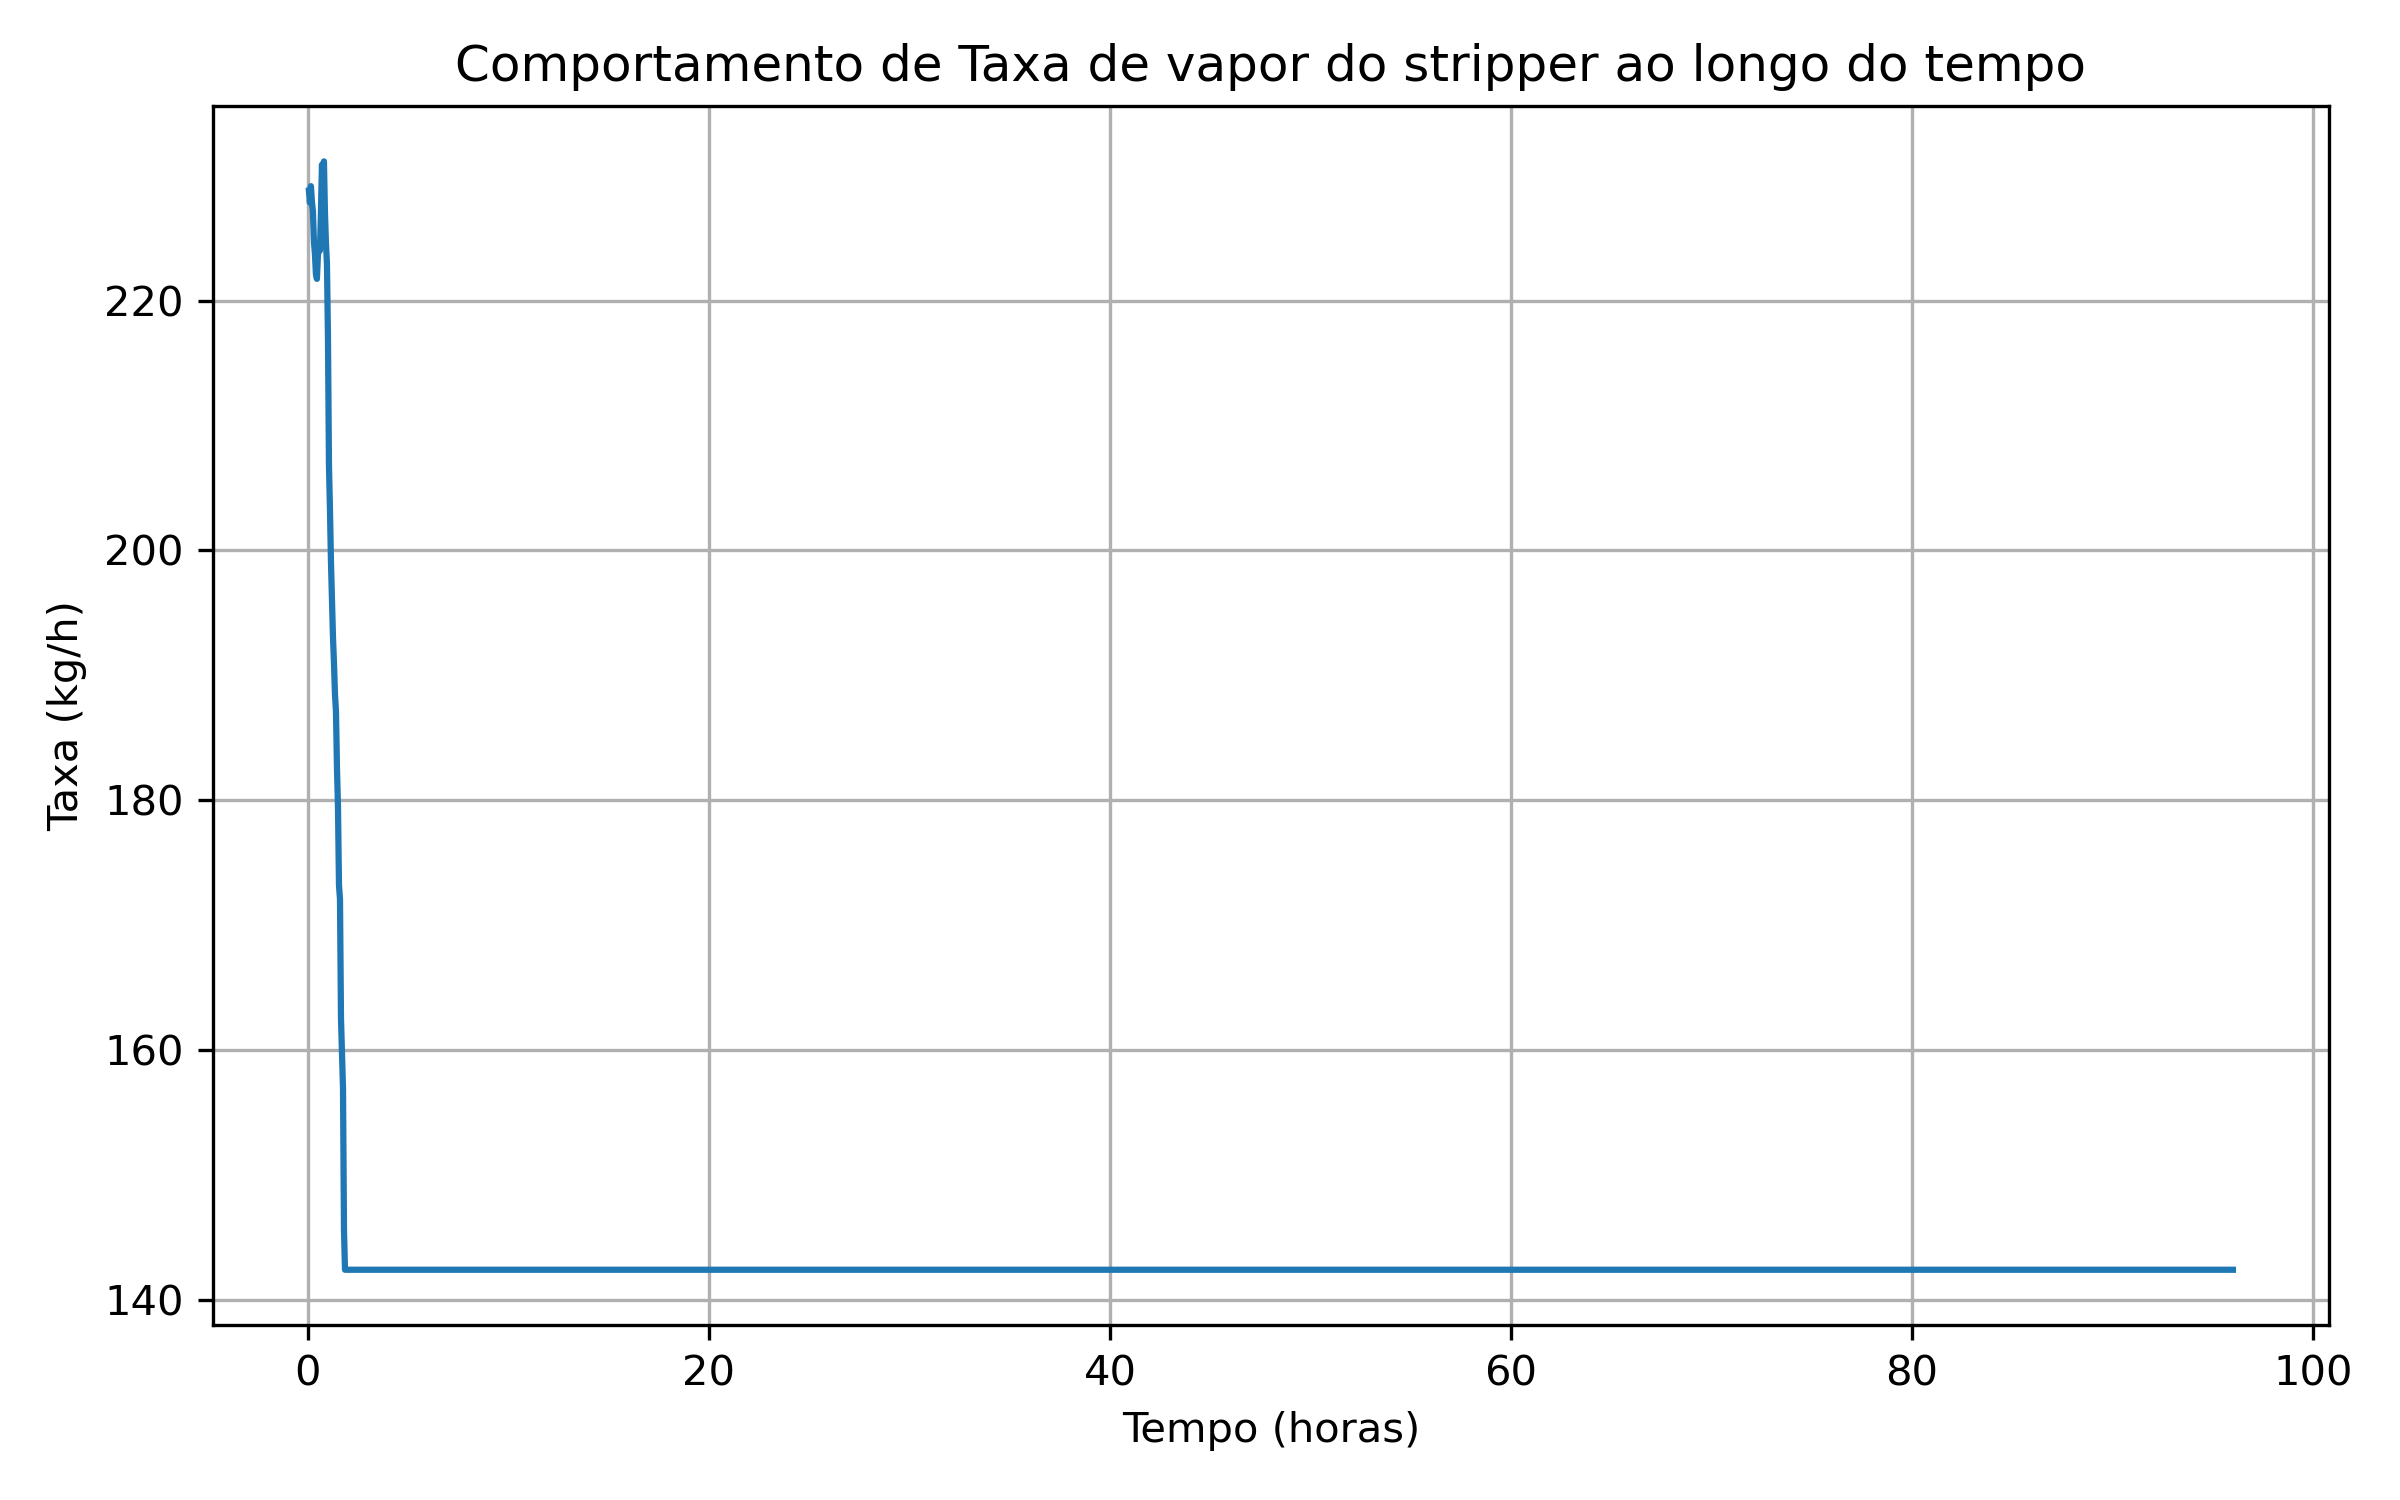 Comportamento de Taxa de vapor do stripper ao longo do tempo
Taxa (kg/h)
220
200
180
160
140
0 20 40 60 80 100
Tempo (horas)